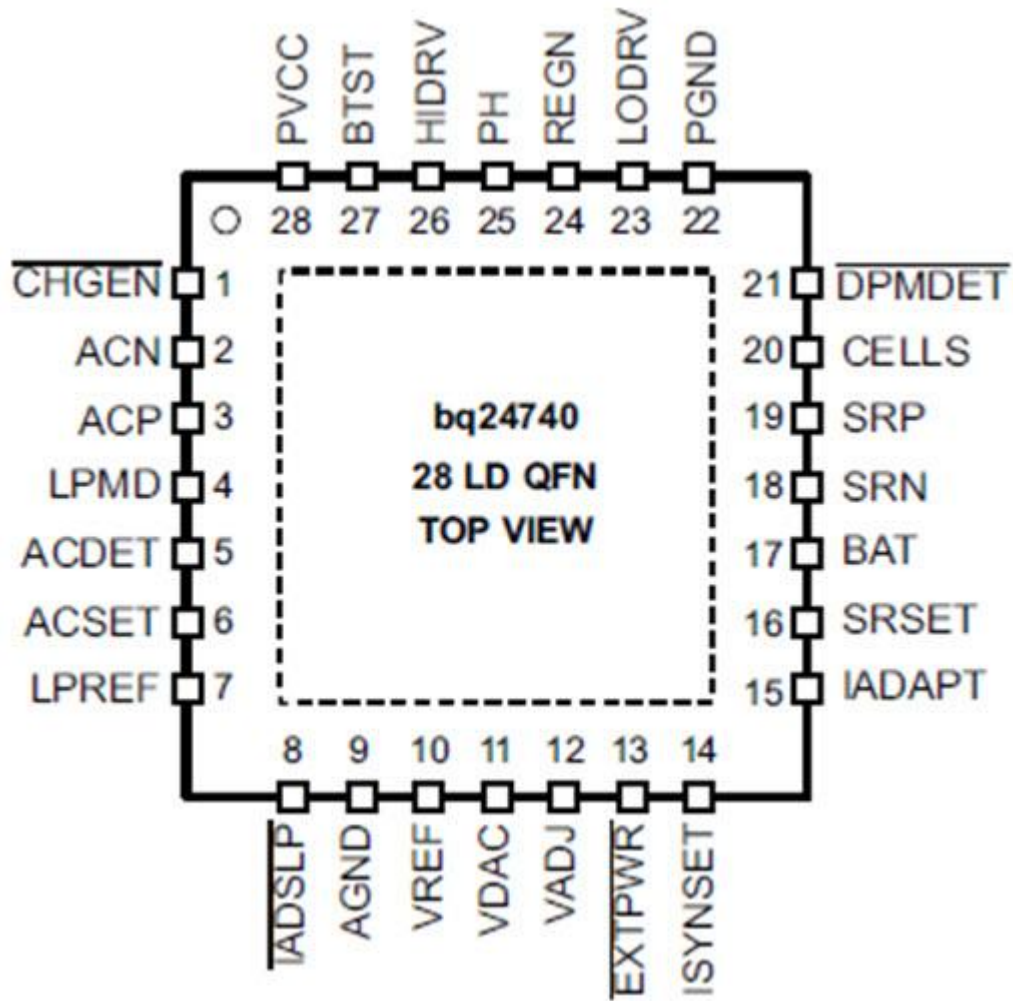 PVCC BTST HIDRV PH REGN LODRV PGND
28 27 26 25 24 23 22
CHGEN 1
ACN 2
ACP 3
LPMD 4
ACDET 5
ACSET 6
LPREF 7
bq24740
28 LD QFN
TOP VIEW
21 DPMDET
20 CELLS
19 SRP
18 SRN
17 BAT
16 SRSET
15 IADAPT
8 9 10 11 12 13 14
IADSLP AGND VREF VDAC VADJ EXTPWR ISYNSET